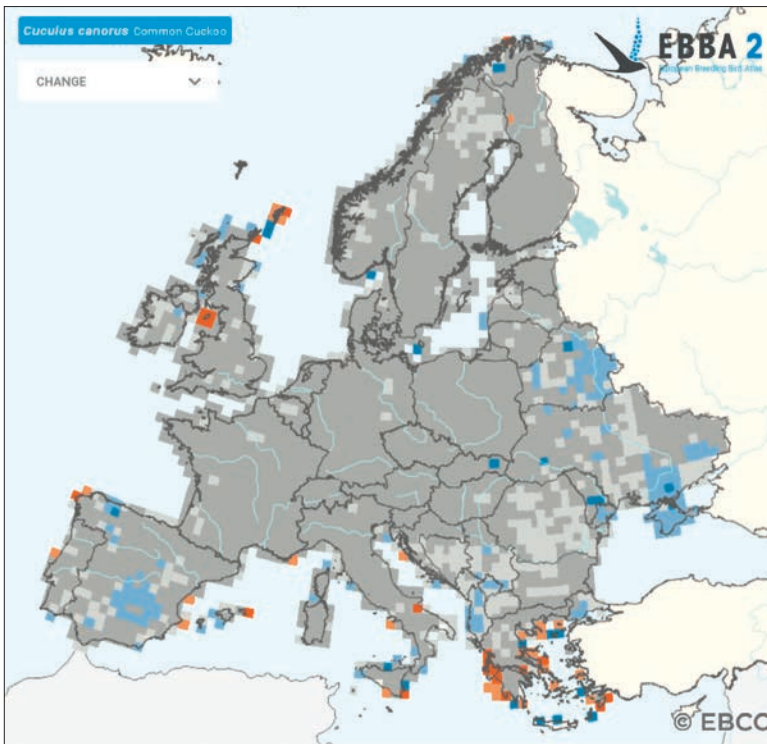 Cuculus canorus Common Cuckoo
CHANGE
EBBA 2
European Breeding Bird Atlas
© EBCC